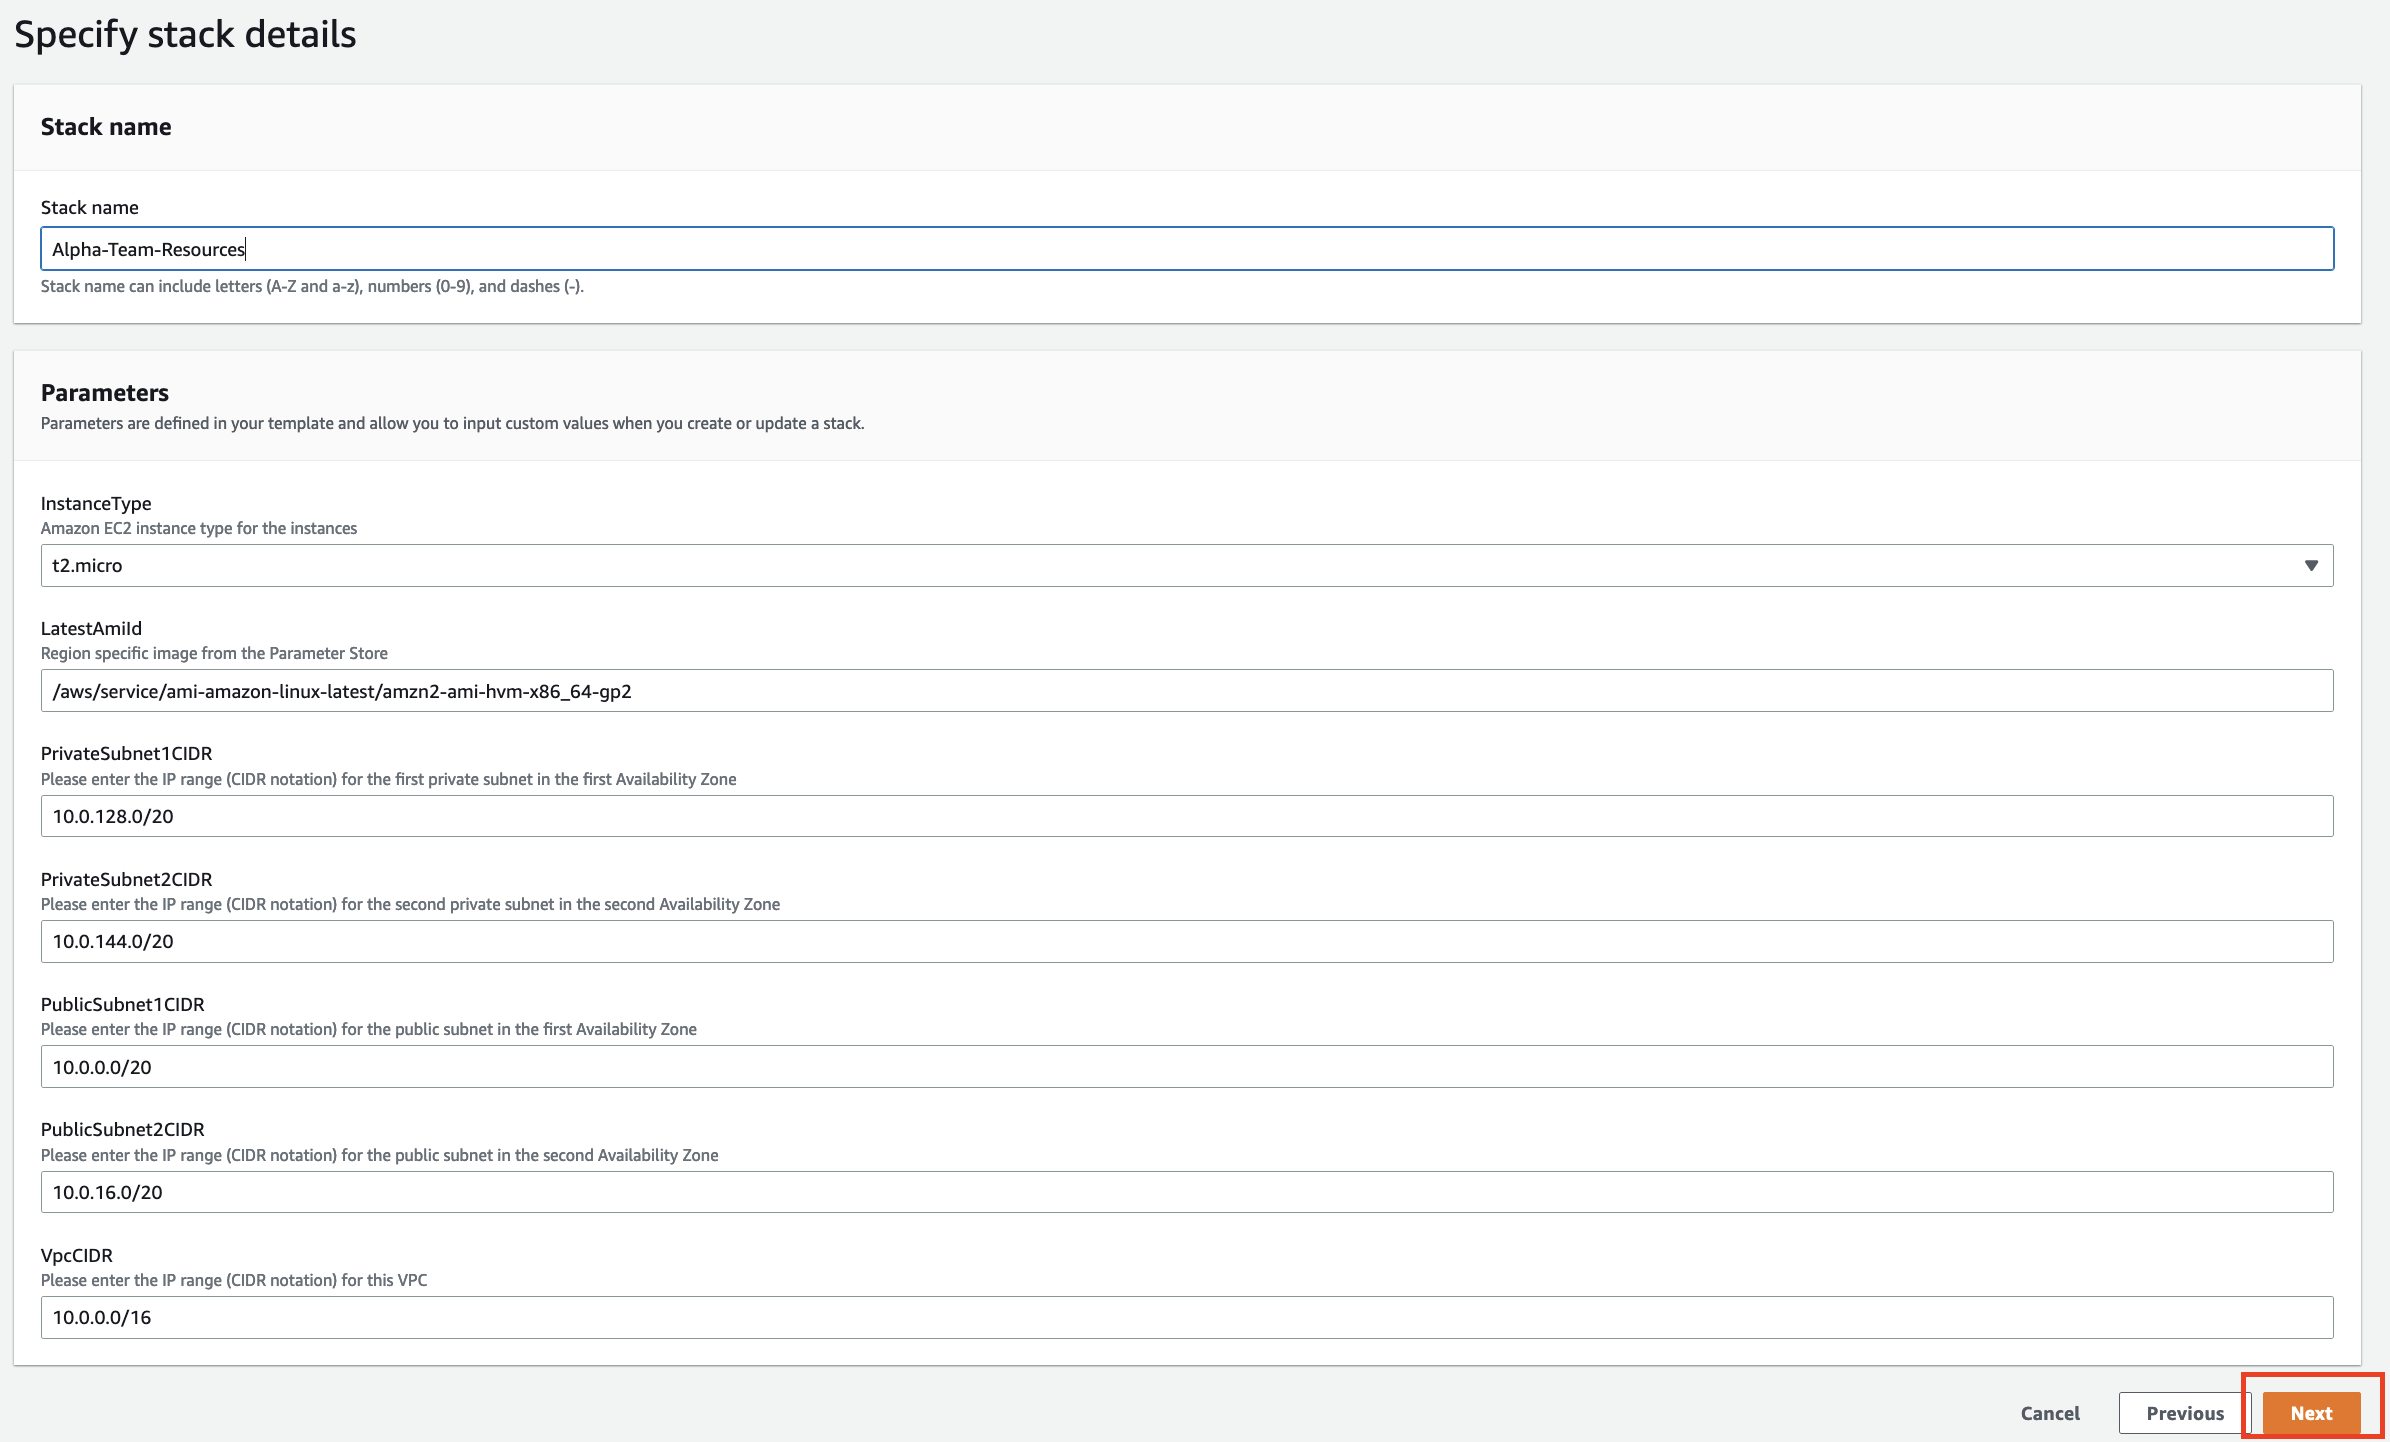 Specify stack details
Stack name
Stack name
Alpha-Team-Resources
Stack name can include letters (A-Z and a-z), numbers (0-9), and dashes (-).
Parameters
Parameters are defined in your template and allow you to input custom values when you create or update a stack.
InstanceType
Amazon EC2 instance type for the instances
t2.micro
LatestAmiId
Region specific image from the Parameter Store
/aws/service/ami-amazon-linux-latest/amzn2-ami-hvm-x86_64-gp2
PrivateSubnet1CIDR
Please enter the IP range (CIDR notation) for the first private subnet in the first Availability Zone
10.0.128.0/20
PrivateSubnet2CIDR
Please enter the IP range (CIDR notation) for the second private subnet in the second Availability Zone
10.0.144.0/20
PublicSubnet1CIDR
Please enter the IP range (CIDR notation) for the public subnet in the first Availability Zone
10.0.0.0/20
PublicSubnet2CIDR
Please enter the IP range (CIDR notation) for the public subnet in the second Availability Zone
10.0.16.0/20
VpcCIDR
Please enter the IP range (CIDR notation) for this VPC
10.0.0.0/16
Cancel Previous Next